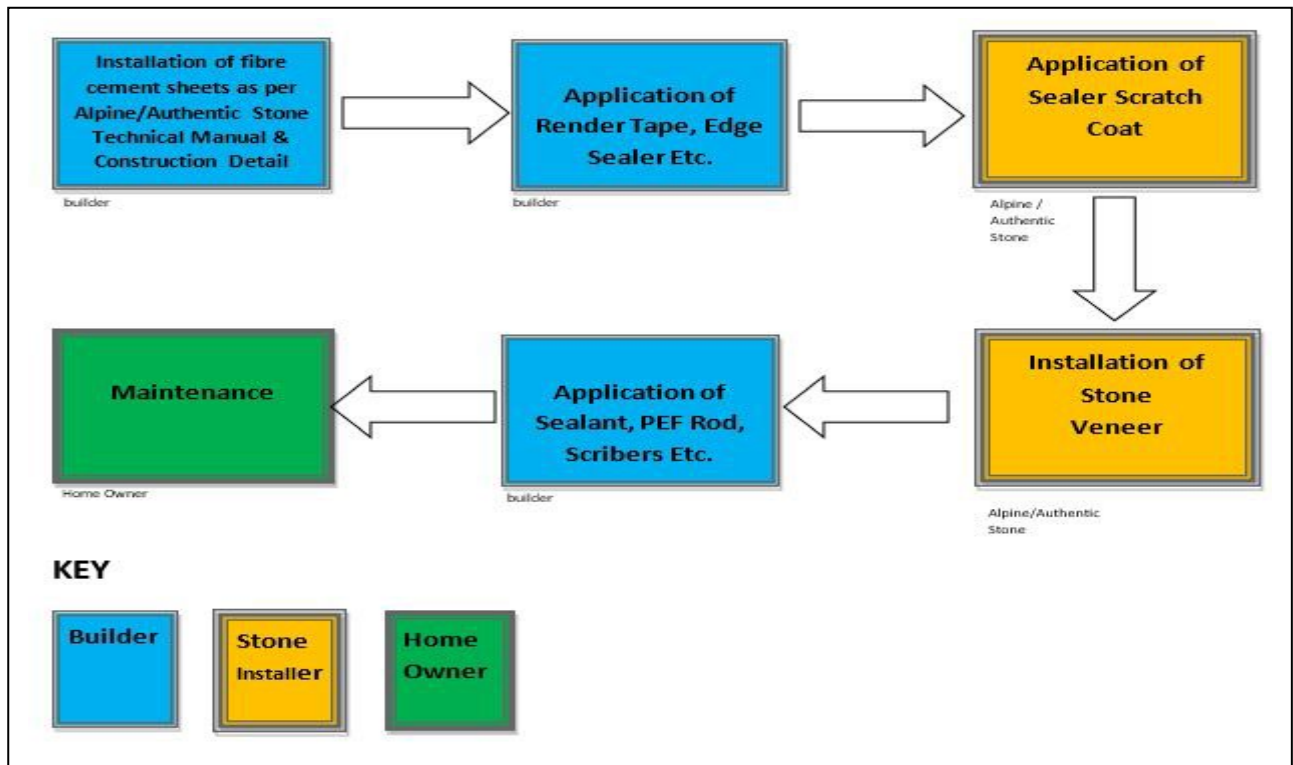 Installation of fibre
cement sheets as per
Alpine/Authentic Stone
Technical Manual &
Construction Detail
builder
Application of
Render Tape, Edge
Sealer Etc.
builder
Application of
Sealer Scratch
Coat
Alpine /
Authentic
Stone
Installation of
Stone
Veneer
Alpine/Authentic
Stone
Application of
Sealant, PEF Rod,
Scribers Etc.
builder
Maintenance
Home Owner
KEY
Builder
Stone
Installer
Home
Owner